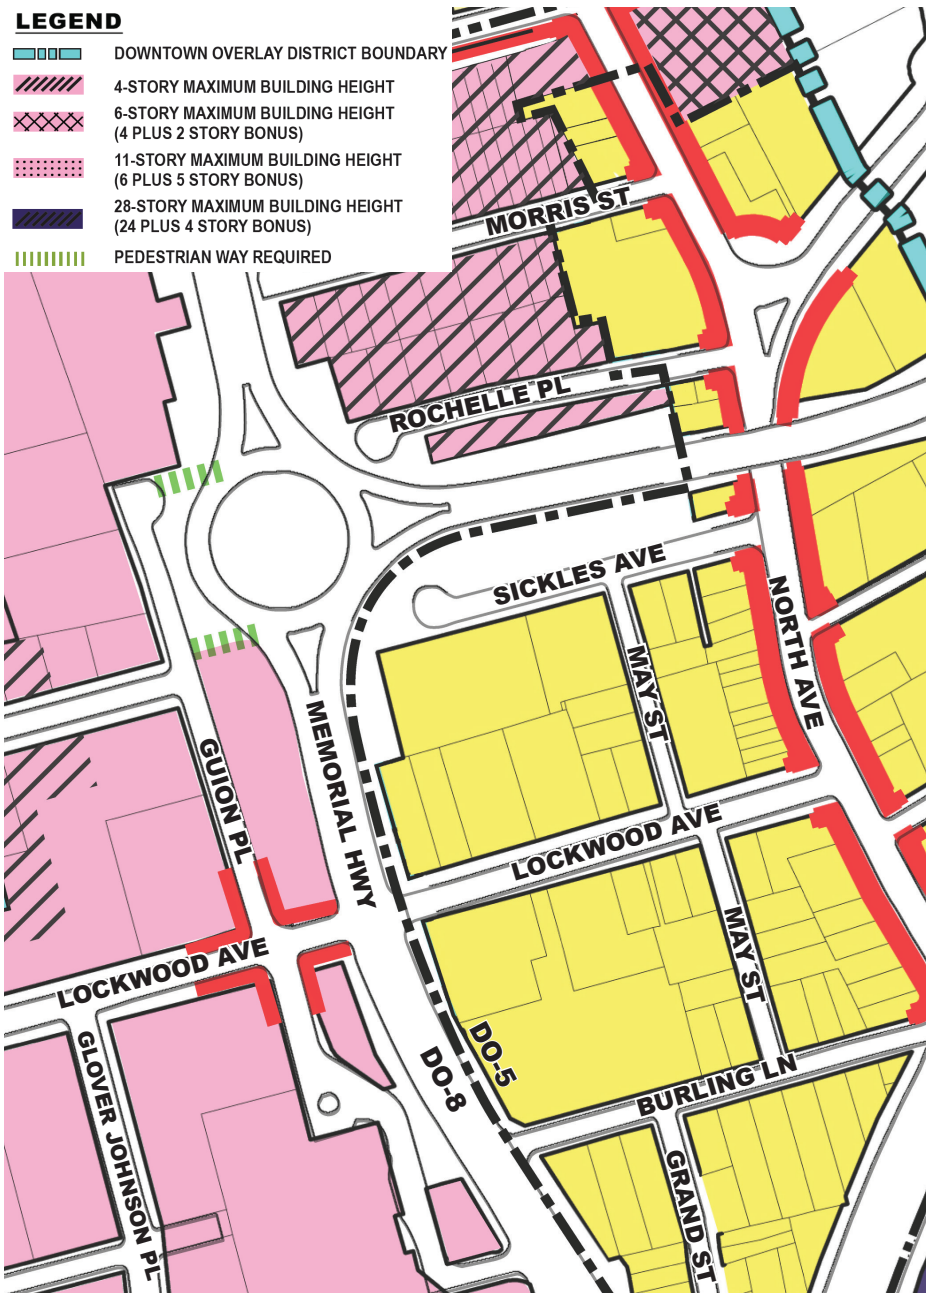 LEGEND
DOWNTOWN OVERLAY DISTRICT BOUNDARY
4-STORY MAXIMUM BUILDING HEIGHT
6-STORY MAXIMUM BUILDING HEIGHT
(4 PLUS 2 STORY BONUS)
11-STORY MAXIMUM BUILDING HEIGHT
(6 PLUS 5 STORY BONUS)
28-STORY MAXIMUM BUILDING HEIGHT
(24 PLUS 4 STORY BONUS)
PEDESTRIAN WAY REQUIRED
MORRIS ST
ROCHELLE PL
SICKLES AVE
NORTH AVE
MAY ST
MEMORIAL HWY
GUION PL
LOCKWOOD AVE
MAY ST
LOCKWOOD AVE
DO-5
DO-8
GLOVER JOHNSON PL
BURLING LN
GRAND ST